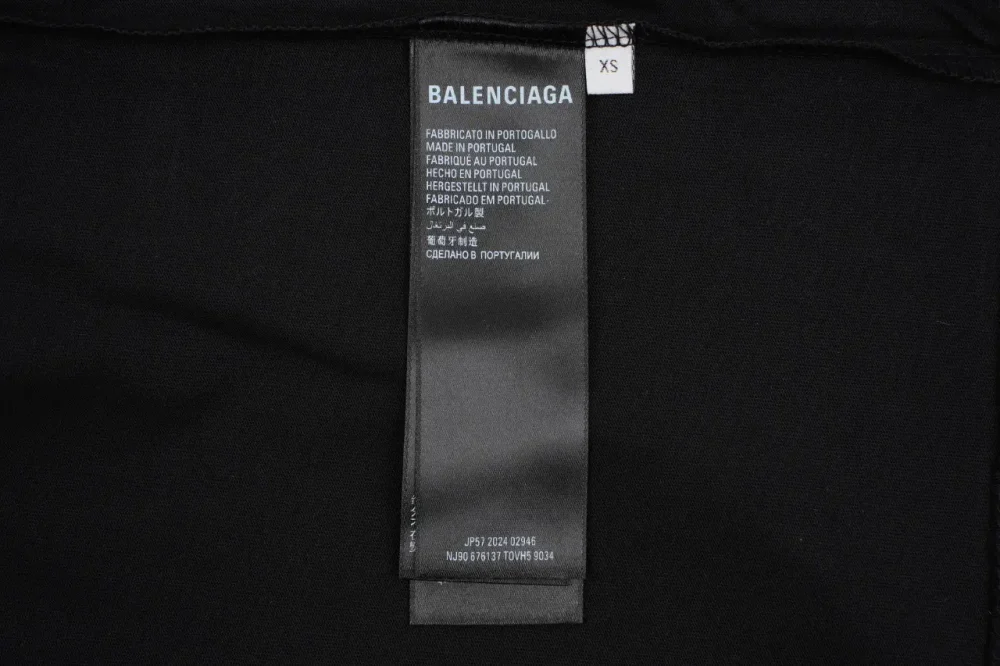 XS
BALENCIAGA
FABBRICATO IN PORTOGALLO
MADE IN PORTUGAL
FABRIQUÉ AU PORTUGAL
HECHO EN PORTUGAL
HERGESTELLT IN PORTUGAL
FABRICADO EM PORTUGAL-
ポルトガル製
صنع في البرتغال
葡萄牙制造
СДЕЛАНО В ПОРТУГАЛИИ
JP57 2024 02946
NJ90 676137 TOVH5 9034